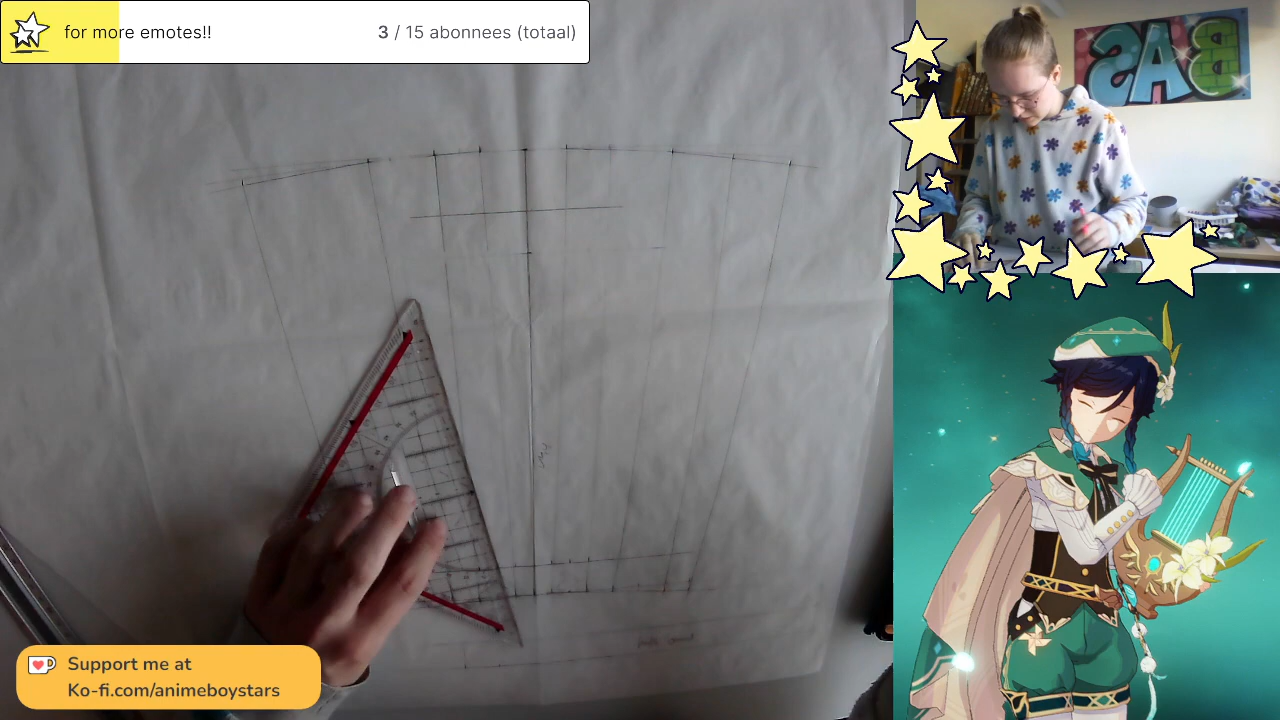 for more emotes!!
3 / 15 abonnees (totaal)
BAS
Support me at
Ko-fi.com/animeboystars